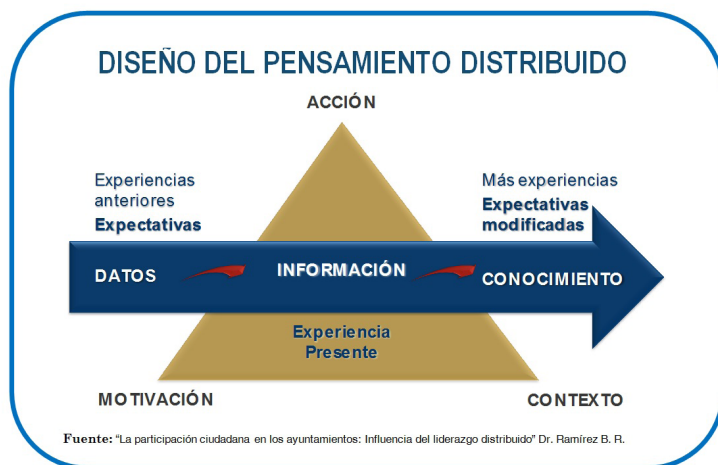 DISEÑO DEL PENSAMIENTO DISTRIBUIDO
ACCIÓN
Experiencias
anteriores
Expectativas
Más experiencias
Expectativas
modificadas
DATOS
INFORMACIÓN
CONOCIMIENTO
Experiencia
Presente
MOTIVACIÓN
CONTEXTO
Fuente: “La participación ciudadana en los ayuntamientos: Influencia del liderazgo distribuido” Dr. Ramírez B. R.